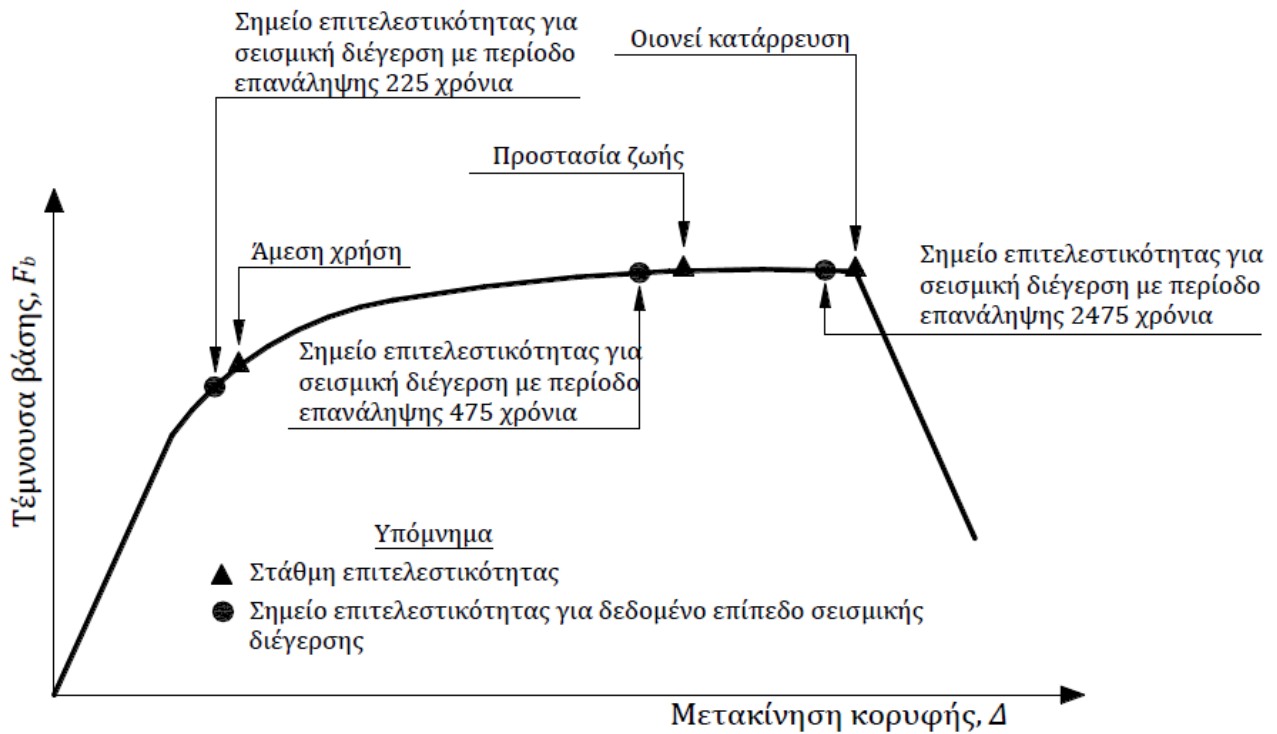 Σημείο επιτελεστικότητας για
σεισμική διέγερση με περίοδο
επανάληψης 225 χρόνια
Οιονεί κατάρρευση
Προστασία ζωής
Άμεση χρήση
Σημείο επιτελεστικότητας για
σεισμική διέγερση με περίοδο
επανάληψης 2475 χρόνια
Σημείο επιτελεστικότητας για
σεισμική διέγερση με περίοδο
επανάληψης 475 χρόνια
Τέμνουσα βάσης, Fb
Υπόμνημα
Στάθμη επιτελεστικότητας
Σημείο επιτελεστικότητας για δεδομένο επίπεδο σεισμικής
διέγερσης
Μετακίνηση κορυφής, Δ